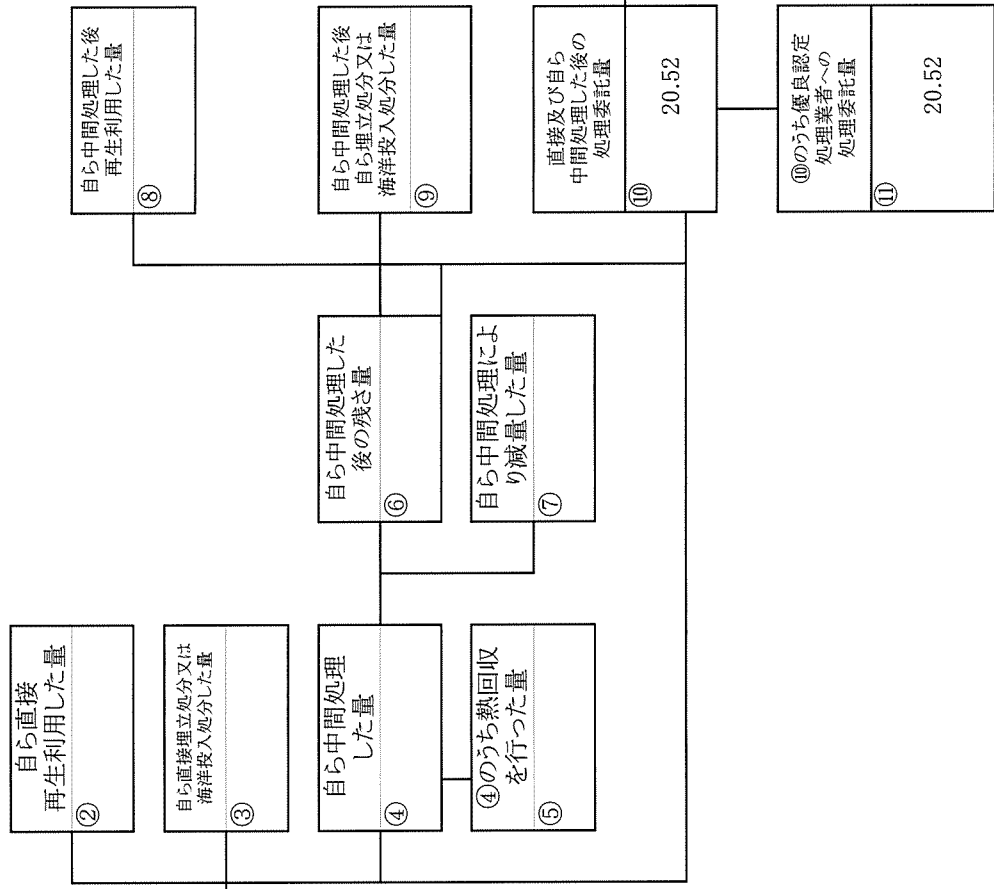 ②
自ら直接
再生利用した量
③
自ら直接埋立処分又は
海洋投入処分した量
④
自ら中間処理
した量
⑤
④のうち熱回収
を行った量
⑥
自ら中間処理した
後の残さ量
⑦
自ら中間処理によ
り減量した量
⑧
自ら中間処理した後
再生利用した量
⑨
自ら中間処理した後
自ら埋立処分又は
海洋投入処分した量
⑩
直接及び自ら
中間処理した後の
処理委託量
20.52
⑪
⑩のうち優良認定
処理業者への
処理委託量
20.52